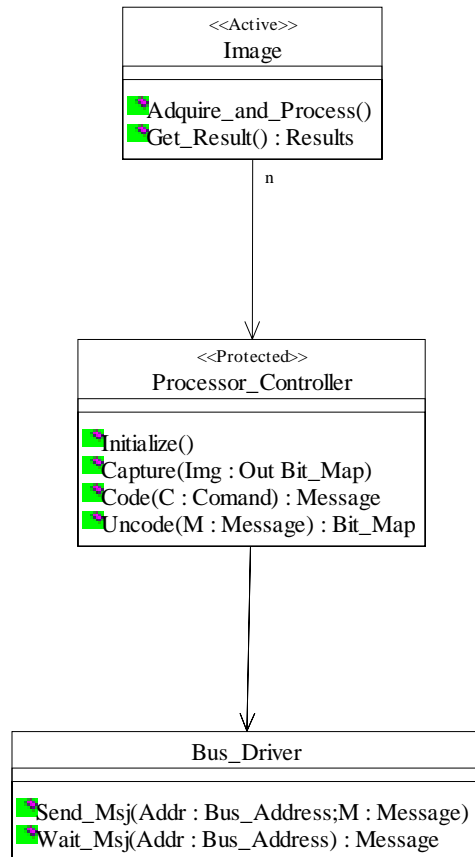 <<Active>>
Image
Adquire_and_Process()
Get_Result() : Results
n
<<Protected>>
Processor_Controller
Initialize()
Capture(Img : Out Bit_Map)
Code(C : Comand) : Message
Uncode(M : Message) : Bit_Map
Bus_Driver
Send_Msj(Addr : Bus_Address;M : Message)
Wait_Msj(Addr : Bus_Address) : Message